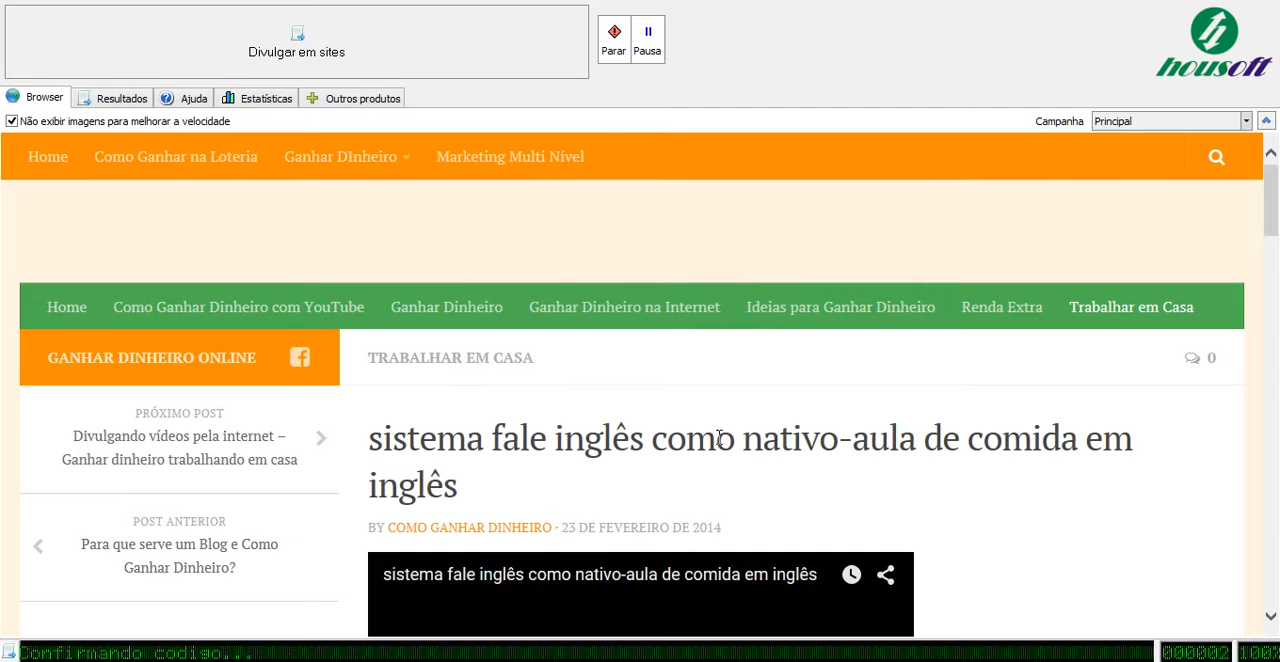 Divulgar em sites
Parar
Pausa
housoft
Browser
Resultados
Ajuda
Estatísticas
Outros produtos
Não exibir imagens para melhorar a velocidade
Campanha
Principal
Home
Como Ganhar na Loteria
Ganhar DInheiro
Marketing Multi Nível
Home
Como Ganhar Dinheiro com YouTube
Ganhar Dinheiro
Ganhar Dinheiro na Internet
Ideias para Ganhar Dinheiro
Renda Extra
Trabalhar em Casa
GANHAR DINHEIRO ONLINE
TRABALHAR EM CASA
0
PRÓXIMO POST
Divulgando vídeos pela internet –
Ganhar dinheiro trabalhando em casa
POST ANTERIOR
Para que serve um Blog e Como
Ganhar Dinheiro?
sistema fale inglês como nativo-aula de comida em
inglês
BY COMO GANHAR DINHEIRO · 23 DE FEVEREIRO DE 2014
sistema fale inglês como nativo-aula de comida em inglês
Confirmando codigo...
000002
100%